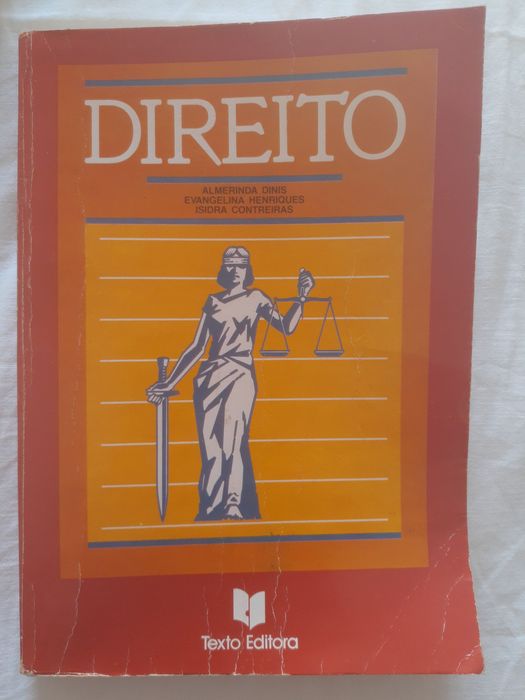 DIREITO
ALMERINDA DINIS
EVANGELINA HENRIQUES
ISIDRA CONTREIRAS
Texto Editora